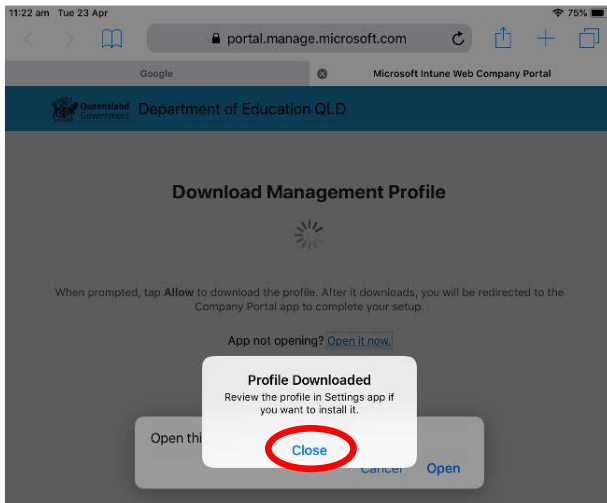 11:22 am Tue 23 Apr 75%
portal.manage.microsoft.com
Google Microsoft Intune Web Company Portal
Queensland
Government
Department of Education QLD
Download Management Profile
When prompted, tap Allow to download the profile. After it downloads, you will be redirected to the
Company Portal app to complete your setup.
App not opening? Open it now.
Profile Downloaded
Review the profile in Settings app if
you want to install it.
Open thi
Close
Cancel Open